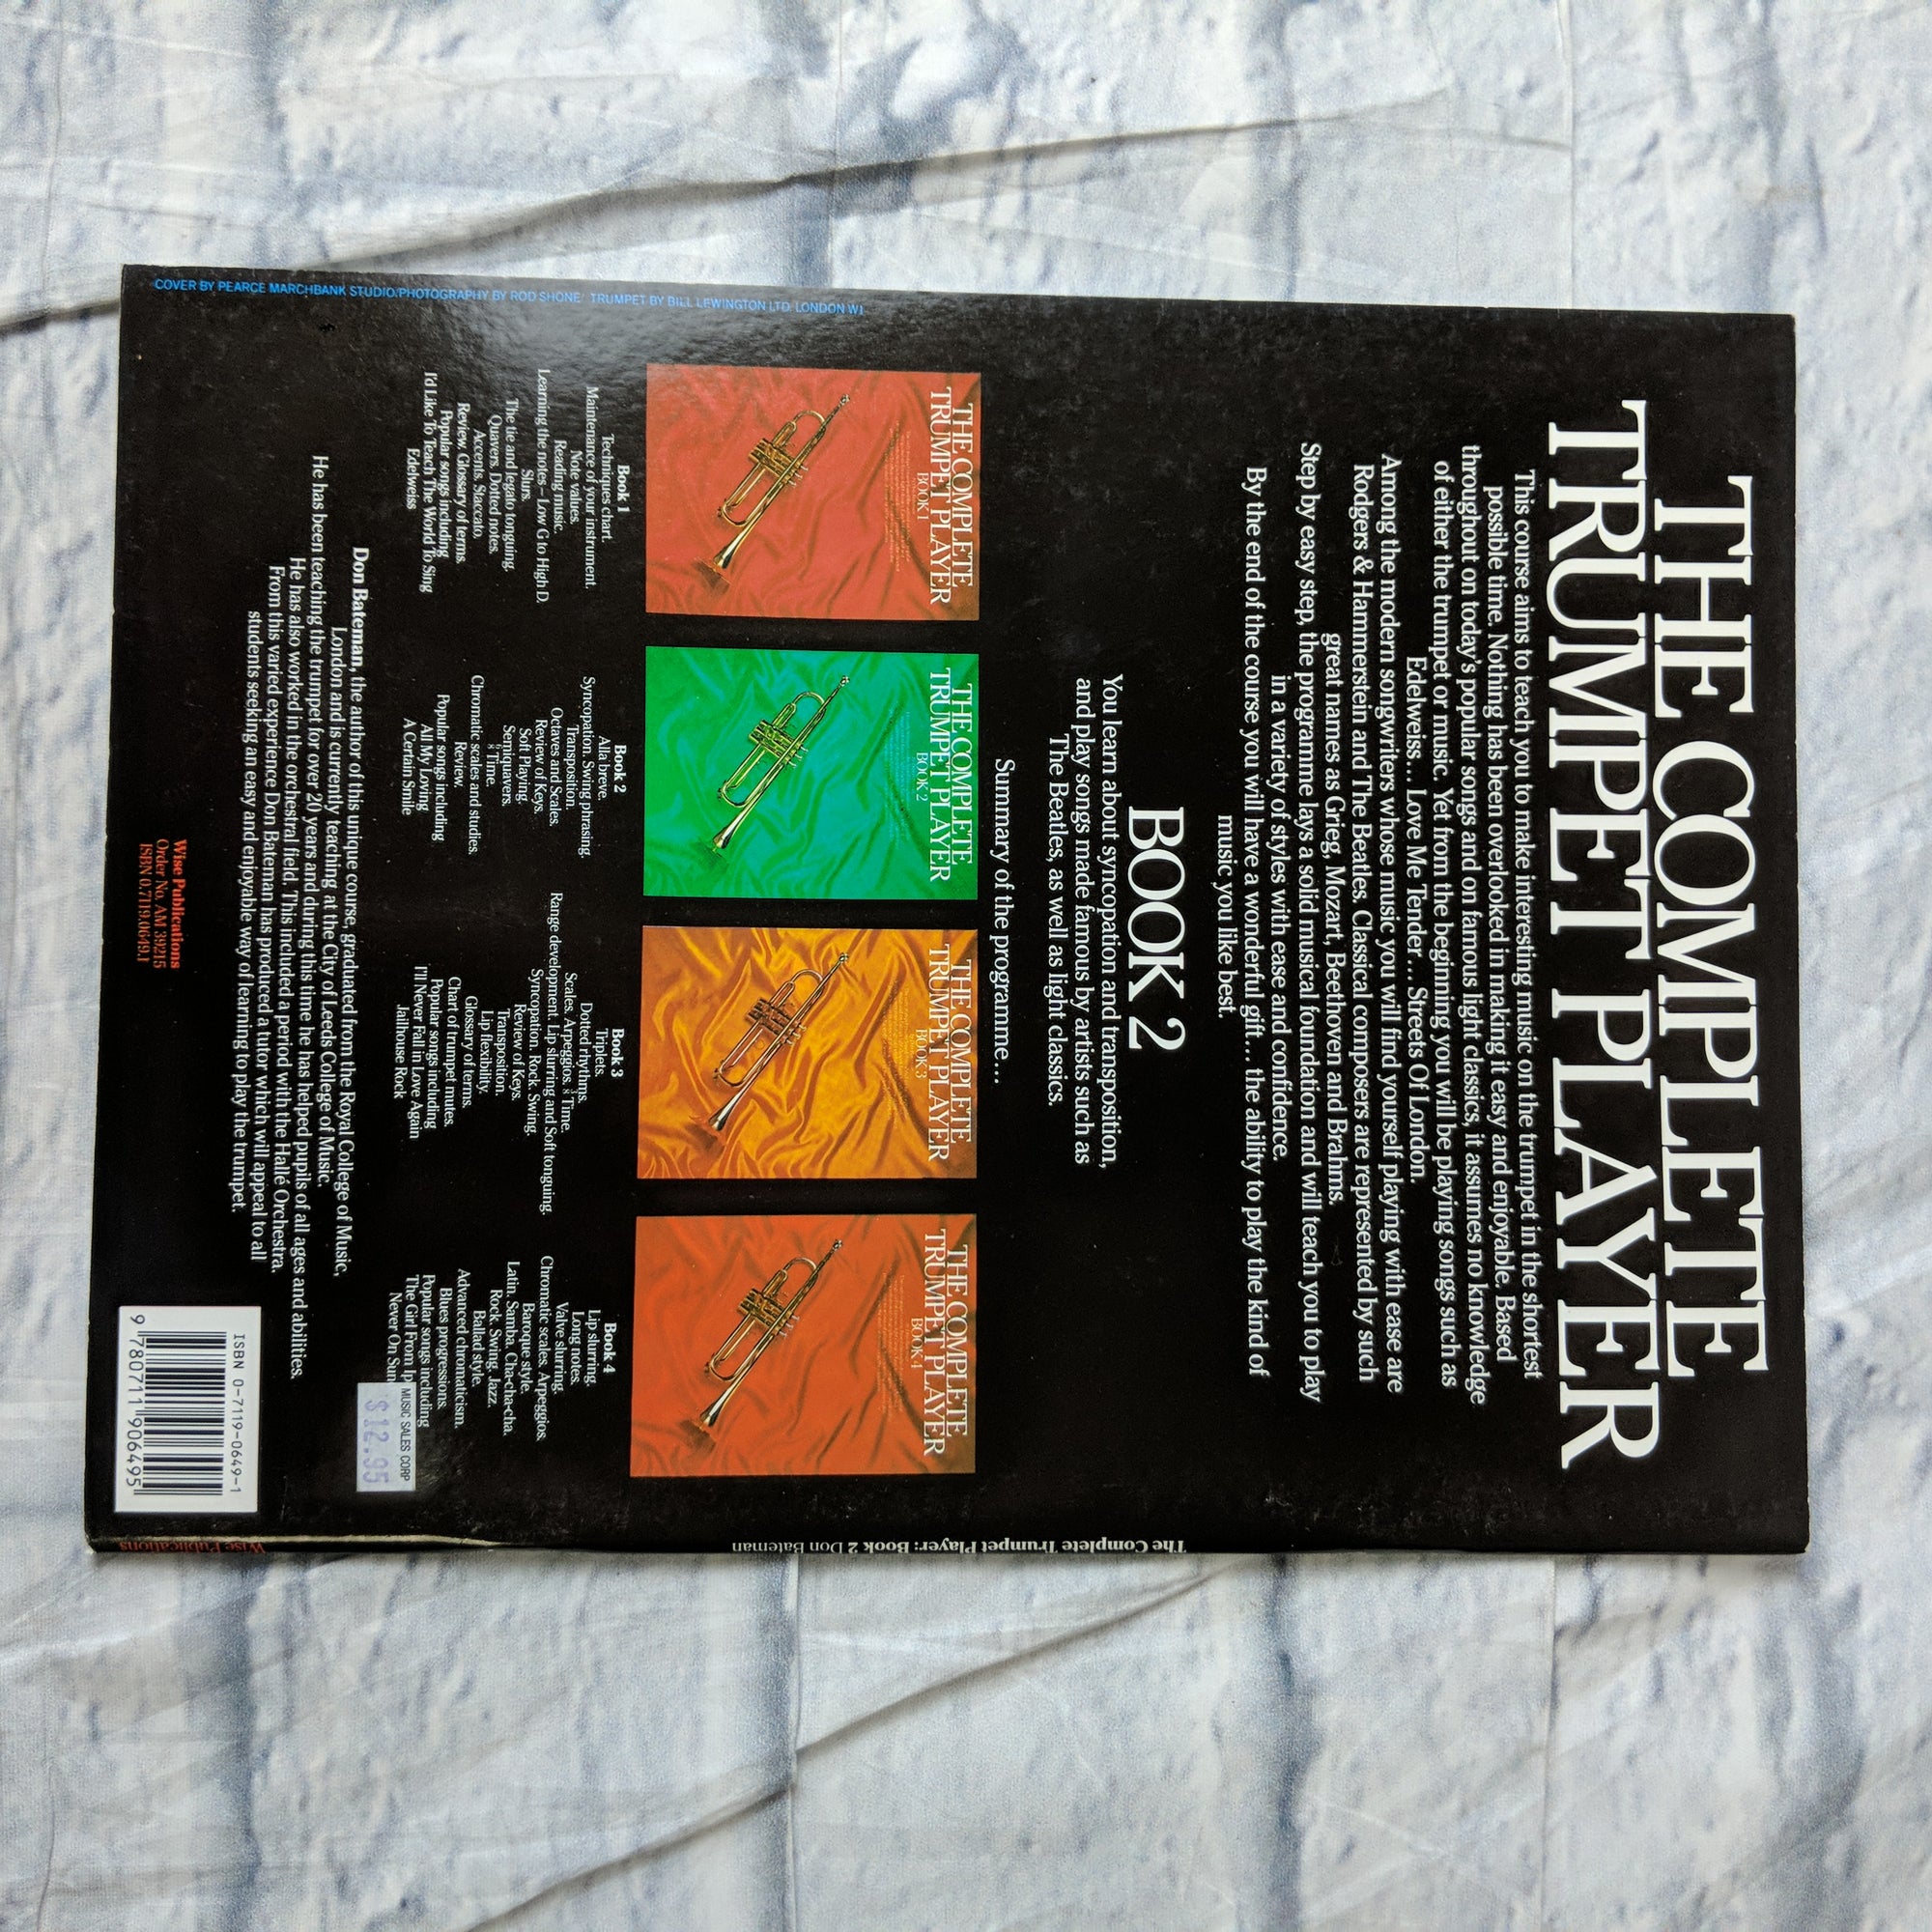 THE COMPLETE
TRUMPET PLAYER
This course aims to teach you to make interesting music on the trumpet in the shortest
possible time. Nothing has been overlooked in making it easy and enjoyable. Based
throughout on today's popular songs and on famous light classics, it assumes no knowledge
of either the trumpet or music. Yet from the beginning you will be playing songs such as
Edelweiss... Love Me Tender... Streets Of London.
Among the modern songwriters whose music you will find yourself playing with ease are
Rodgers & Hammerstein and The Beatles. Classical composers are represented by such
great names as Grieg, Mozart, Beethoven and Brahms.
Step by easy step, the programme lays a solid musical foundation and will teach you to play
in a variety of styles with ease and confidence.
By the end of the course you will have a wonderful gift... the ability to play the kind of
music you like best.
BOOK 2
You learn about syncopation and transposition,
and play songs made famous by artists such as
The Beatles, as well as light classics.
Summary of the programme...
THE COMPLETE
TRUMPET PLAYER
BOOK 1
THE COMPLETE
TRUMPET PLAYER
BOOK 2
THE COMPLETE
TRUMPET PLAYER
BOOK 3
THE COMPLETE
TRUMPET PLAYER
BOOK 4
Book 1
Techniques chart.
Maintenance of your instrument.
Note values.
Reading music.
Learning the notes – Low G to High D.
Slurs.
The tie and legato tonguing.
Quavers. Dotted notes.
Accents. Staccato.
Review. Glossary of terms.
Popular songs including
I'd Like To Teach The World To Sing
Edelweiss
Book 2
Alla breve.
Syncopation. Swing phrasing.
Transposition.
Octaves and Scales.
Review of Keys.
Soft Playing.
Semiquavers.
Time.
Chromatic scales and studies.
Review.
Popular songs including
All My Loving
A Certain Smile
Book 3
Triplets.
Dotted rhythms.
Scales. Arpeggios. Time.
Range development. Lip slurring and Soft tonguing.
Syncopation. Rock. Swing.
Review of Keys.
Transposition.
Lip flexibility.
Glossary of terms.
Chart of trumpet mutes.
Popular songs including
I'll Never Fall in Love Again
Jailhouse Rock
Book 4
Lip slurring.
Long notes.
Valve slurring.
Chromatic scales. Arpeggios.
Baroque style.
Latin. Samba. Cha-cha-cha.
Rock. Swing. Jazz.
Ballad style.
Advanced chromaticism.
Blues progressions.
Popular songs including
The Girl From Ip
Never On Sun
MUSIC SALES CORP
$12.95
Don Bateman, the author of this unique course, graduated from the Royal College of Music,
London and is currently teaching at the City of Leeds College of Music.
He has been teaching the trumpet for over 20 years and during this time he has helped pupils of all ages and abilities.
He has also worked in the orchestral field. This included a period with the Hallé Orchestra.
From this varied experience Don Bateman has produced a tutor which will appeal to all
students seeking an easy and enjoyable way of learning to play the trumpet.
Wise Publications
Order No. AM 39215
ISBN 0.7119.0649.1
ISBN 0-7119-0649-1
9 780711 906495
COVER BY PEARCE MARCHBANK STUDIO/PHOTOGRAPHY BY ROD SHONE/ TRUMPET BY BILL LEWINGTON LTD. LONDON W1
The Complete Trumpet Player: Book 2 Don Bateman
Wise Publications